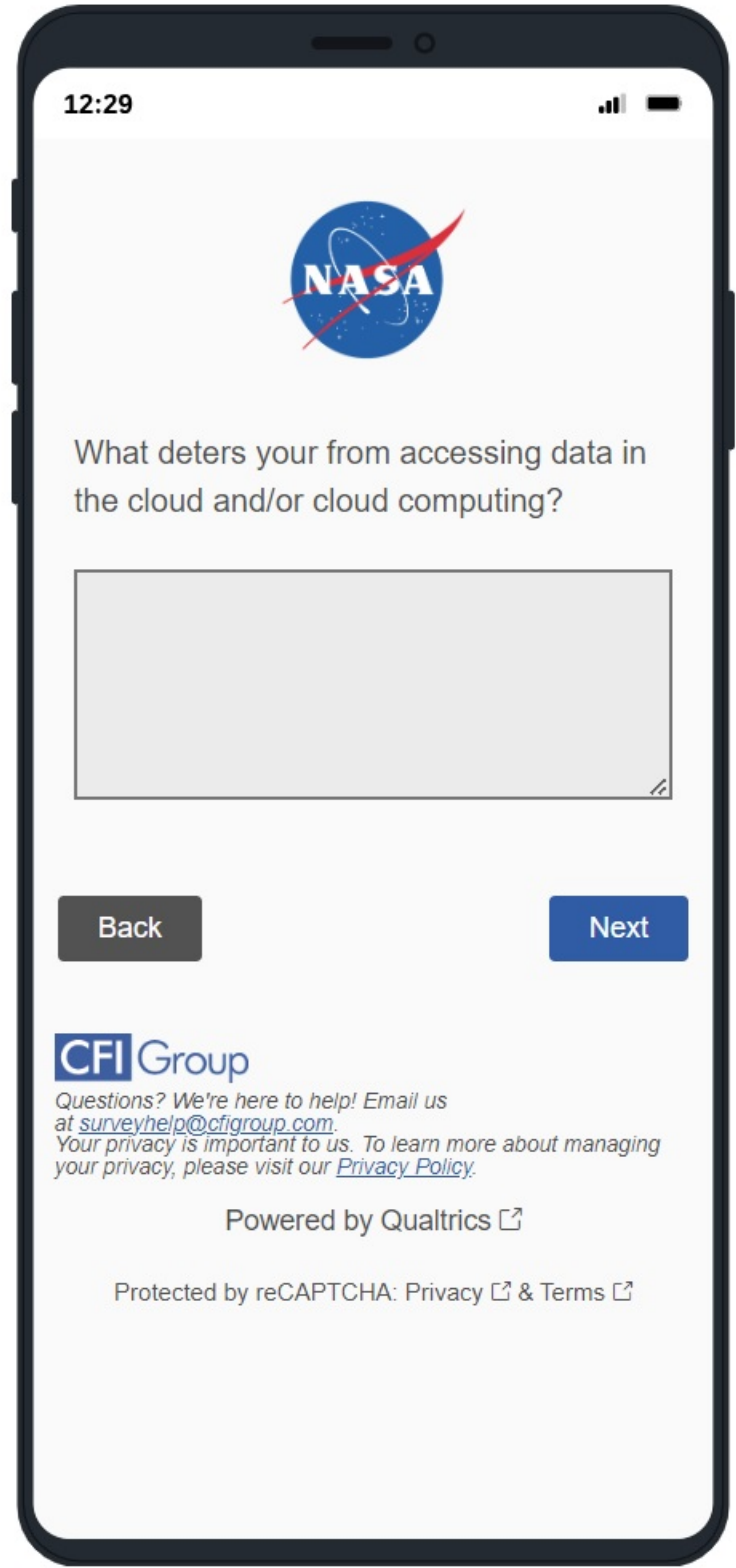 12:29
NASA
What deters your from accessing data in
the cloud and/or cloud computing?
Back
Next
CFI Group
Questions? We're here to help! Email us
at surveyhelp@cfigroup.com.
Your privacy is important to us. To learn more about managing
your privacy, please visit our Privacy Policy.
Powered by Qualtrics
Protected by reCAPTCHA: Privacy & Terms